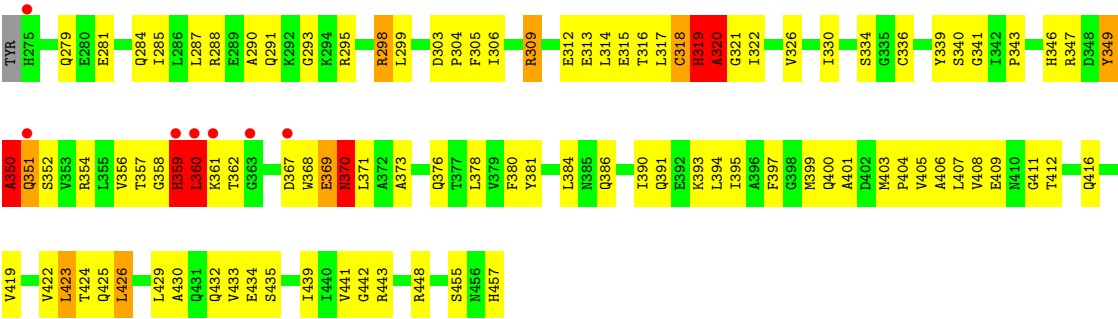 TYR H275 Q279 E280 E281 Q284 I285 L286 L287 R288 E289 A290 Q291 K292 G293 K294 R295 R298 L299 D303 P304 F305 I306 R309 E312 E313 L314 E315 T316 L317 C318 H319 A320 G321 I322 V326 I330 S334 G335 C336 Y339 S340 G341 I342 P343 H346 R347 D348 Y349
A350 Q351 S352 V353 R354 L355 V356 T357 G358 H359 L360 K361 T362 G363 D367 W368 E369 N370 L371 A372 A373 Q376 T377 L378 V379 F380 Y381 L384 N385 Q386 I390 Q391 E392 K393 L394 I395 A396 F397 G398 M399 Q400 A401 D402 M403 P404 V405 A406 L407 V408 E409 N410 G411 T412 Q416
V419 V422 L423 T424 Q425 L426 L429 A430 Q431 Q432 V433 E434 S435 I439 I440 V441 G442 R443 R448 S455 N456 H457